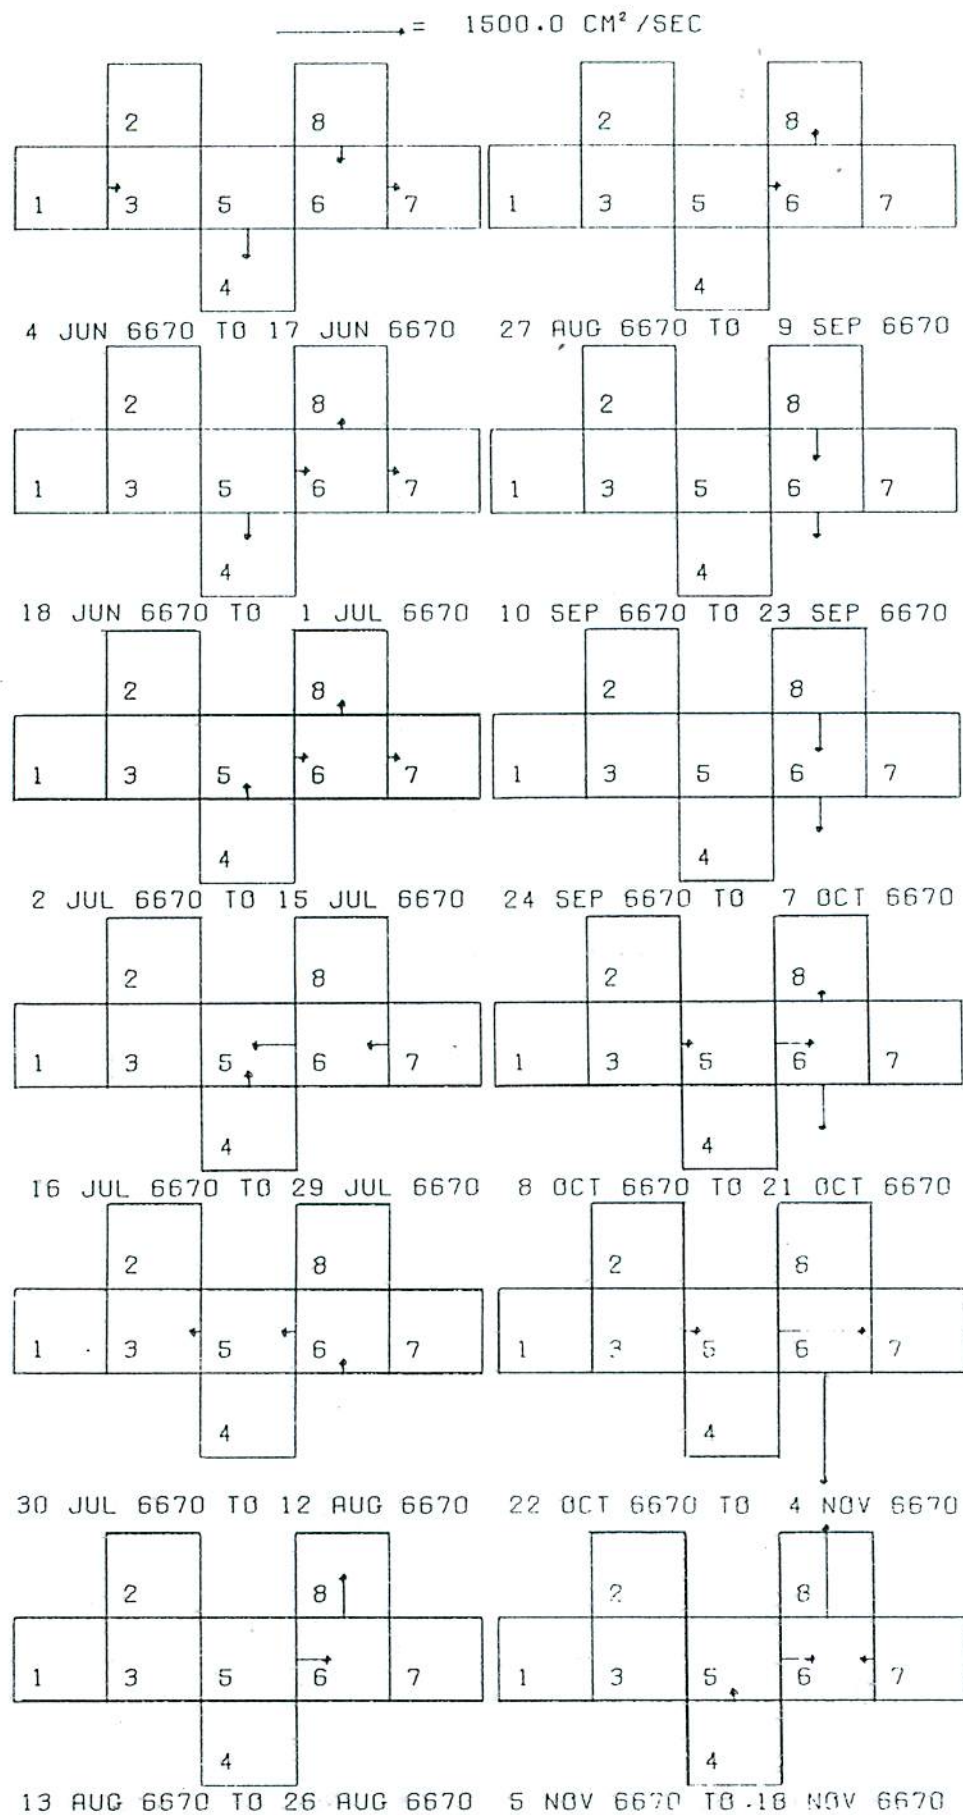 = 1500.0 CM²/SEC
2 8
1 3 5 6 7
4
4 JUN 6670 TO 17 JUN 6670
2 8
1 3 5 6 7
4
27 AUG 6670 TO 9 SEP 6670
2 8
1 3 5 6 7
4
18 JUN 6670 TO 1 JUL 6670
2 8
1 3 5 6 7
4
10 SEP 6670 TO 23 SEP 6670
2 8
1 3 5 6 7
4
2 JUL 6670 TO 15 JUL 6670
2 8
1 3 5 6 7
4
24 SEP 6670 TO 7 OCT 6670
2 8
1 3 5 6 7
4
16 JUL 6670 TO 29 JUL 6670
2 8
1 3 5 6 7
4
8 OCT 6670 TO 21 OCT 6670
2 8
1 3 5 6 7
4
30 JUL 6670 TO 12 AUG 6670
2 8
1 3 5 6 7
4
22 OCT 6670 TO 4 NOV 6670
2 8
1 3 5 6 7
4
13 AUG 6670 TO 26 AUG 6670
2 8
1 3 5 6 7
4
5 NOV 6670 TO 18 NOV 6670